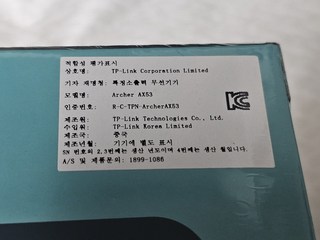 적합성 평가표시
상호명: TP-Link Corporation Limited
기자재명칭: 특정소출력 무선기기
모델명: Archer AX53
인증번호: R-C-TPN-ArcherAX53
제조원: TP-Link Technologies Co., Ltd.
수입원: TP-Link Korea Limited
제조국: 중국
제조년월: 기기에 별도 표시
SN 번호의 2,3번째는 생산 년도이며 4번째는 생산 월입니다.
A/S 및 제품문의: 1899-1086